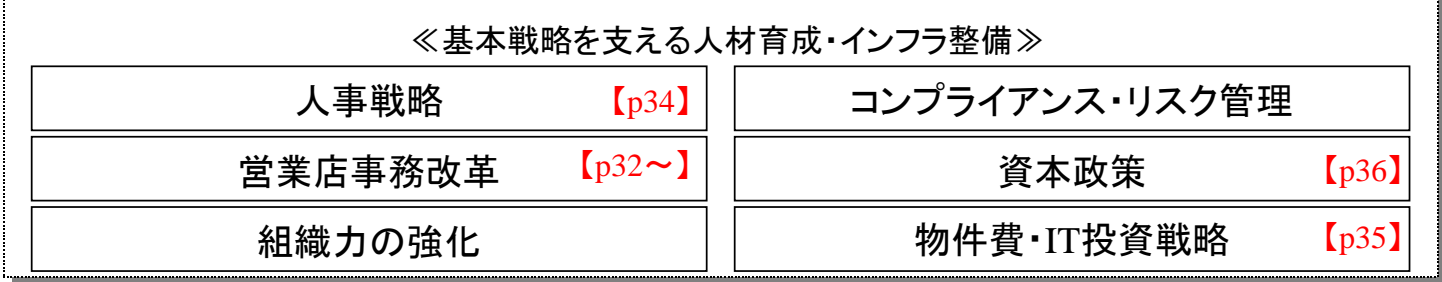 ≪基本戦略を支える人材育成・インフラ整備≫
人事戦略 【p34】
コンプライアンス・リスク管理
営業店事務改革 【p32～】
資本政策 【p36】
組織力の強化
物件費・IT投資戦略 【p35】